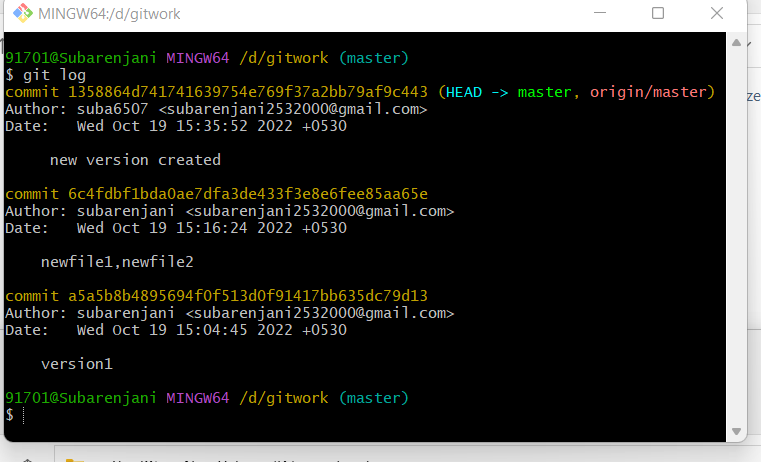 MINGW64:/d/gitwork
91701@Subarenjani MINGW64 /d/gitwork (master)
$ git log
commit 1358864d741741639754e769f37a2bb79af9c443 (HEAD -> master, origin/master)
Author: suba6507 <subarenjani2532000@gmail.com>
Date:   Wed Oct 19 15:35:52 2022 +0530
new version created
commit 6c4fdbf1bda0ae7dfa3de433f3e8e6fee85aa65e
Author: subarenjani <subarenjani2532000@gmail.com>
Date:   Wed Oct 19 15:16:24 2022 +0530
newfile1,newfile2
commit a5a5b8b4895694f0f513d0f91417bb635dc79d13
Author: subarenjani <subarenjani2532000@gmail.com>
Date:   Wed Oct 19 15:04:45 2022 +0530
version1
91701@Subarenjani MINGW64 /d/gitwork (master)
$